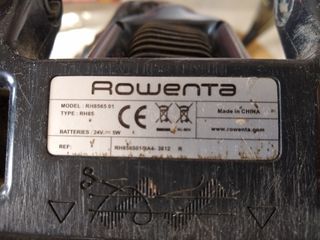 Rowenta
MODEL : RH8565 01
TYPE : RH85
Made in CHINA
BATTERIES : 24V ⎓ 5W
www.rowenta.com
REF: